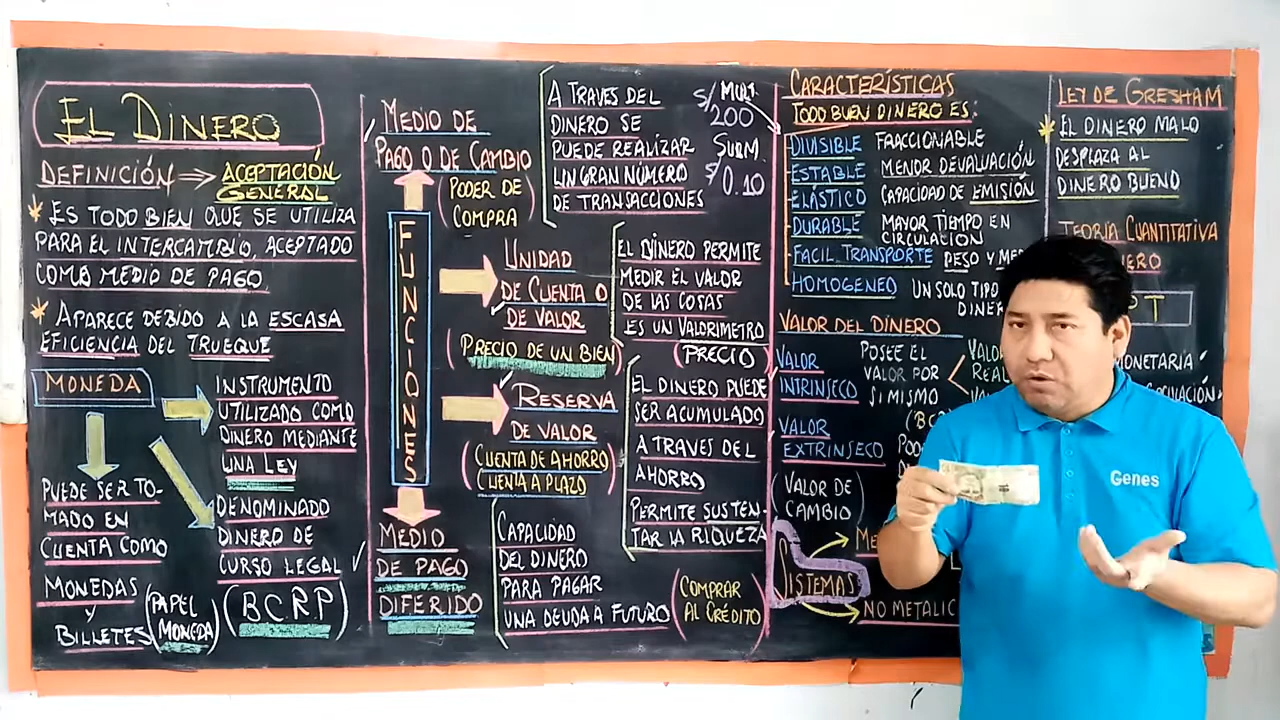 EL DINERO
DEFINICIÓN ⇒ ACEPTACIÓN
GENERAL
* ES TODO BIEN QUE SE UTILIZA
PARA EL INTERCAMBIO, ACEPTADO
COMO MEDIO DE PAGO.
* APARECE DEBIDO A LA ESCASA
EFICIENCIA DEL TRUEQUE
MONEDA
INSTRUMENTO
UTILIZADO COMO
DINERO MEDIANTE
UNA LEY
DENOMINADO
DINERO DE
CURSO LEGAL
(BCRP)
PUEDE SER TO-
MADO EN
CUENTA COMO
MONEDAS
Y
BILLETES
(PAPEL
MONEDA)
FUNCIONES
MEDIO DE
PAGO O DE CAMBIO
(PODER DE
COMPRA)
A TRAVES DEL
DINERO SE
PUEDE REALIZAR
UN GRAN NÚMERO
DE TRANSACCIONES
MULT.
S/200
SUBM.
S/0.10
UNIDAD
DE CUENTA O
DE VALOR
(PRECIO DE UN BIEN)
EL DINERO PERMITE
MEDIR EL VALOR
DE LAS COSAS
ES UN VALORIMETRO
(PRECIO)
RESERVA
DE VALOR
(CUENTA DE AHORRO
CUENTA A PLAZO)
EL DINERO PUEDE
SER ACUMULADO
A TRAVES DEL
AHORRO
PERMITE SUSTEN-
TAR LA RIQUEZA
MEDIO
DE PAGO
DIFERIDO
CAPACIDAD
DEL DINERO
PARA PAGAR
UNA DEUDA A FUTURO
(COMPRAR
AL CRÉDITO)
CARACTERÍSTICAS
TODO BUEN DINERO ES:
DIVISIBLE FRACCIONABLE
ESTABLE MENOR DEVALUACIÓN
ELÁSTICO CAPACIDAD DE EMISIÓN
DURABLE MAYOR TIEMPO EN
CIRCULACION
FACIL TRANSPORTE PESO Y
HOMOGENEO UN SOLO TIPO
VALOR DEL DINERO
VALOR
INTRINSECO
POSEE EL
VALOR POR
SI MISMO
VALOR
EXTRINSECO
(VALOR DE
CAMBIO)
SISTEMAS
NO
LEY DE GRESHAM
* EL DINERO MALO
DESPLAZA AL
DINERO BUENO
TEORIA CUANTITATIVA
PT
MONETARIA
Genes